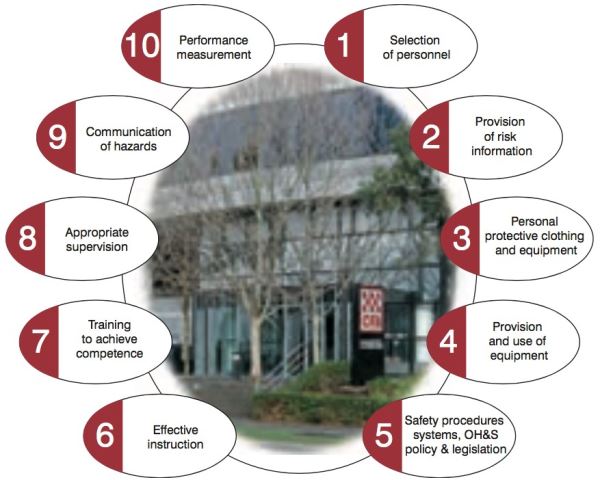 1
Selection
of personnel
2
Provision
of risk
information
3
Personal
protective clothing
and equipment
4
Provision
and use of
equipment
5
Safety procedures
systems, OH&S
policy & legislation
6
Effective
instruction
7
Training
to achieve
competence
8
Appropriate
supervision
9
Communication
of hazards
10
Performance
measurement